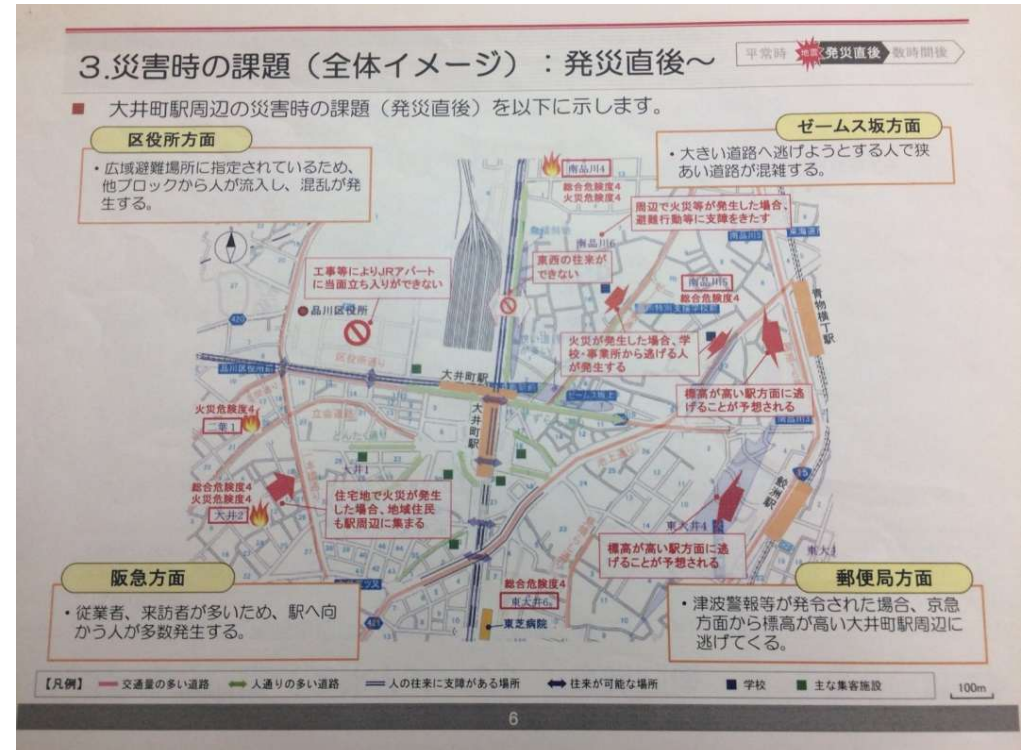 3.災害時の課題（全体イメージ）：発災直後～
平常時
地震
発災直後
数時間後
■ 大井町駅周辺の災害時の課題（発災直後）を以下に示します。
区役所方面
・広域避難場所に指定されているため、
他ブロックから人が流入し、混乱が発
生する。
ゼームス坂方面
・大きい道路へ逃げようとする人で狭
あい道路が混雑する。
南品川4
総合危険度4
火災危険度4
周辺で火災等が発生した場合、
避難行動等に支障をきたす
南品川6
東西の往来が
できない
工事等によりJRアパート
に当面立ち入りができない
品川区役所
南品川5
総合危険度4
青物横丁駅
火災が発生した場合、学
校・事業所から逃げる人
が発生する
区役所通り
大井町駅
大井町駅
標高が高い駅方面に逃
げることが予想される
火災危険度4
二葉1
立会道路
大井1
15
鮫洲駅
総合危険度4
火災危険度4
大井2
住宅地で火災が発生
した場合、地域住民
も駅周辺に集まる
東大井4
標高が高い駅方面に逃
げることが予想される
総合危険度4
東大井6
東芝病院
421
420
阪急方面
・従業者、来訪者が多いため、駅へ向
かう人が多数発生する。
郵便局方面
・津波警報等が発令された場合、京急
方面から標高が高い大井町駅周辺に
逃げてくる。
【凡例】 交通量の多い道路 人通りの多い道路 人の往来に支障がある場所 往来が可能な場所 学校 主な集客施設
100m
6